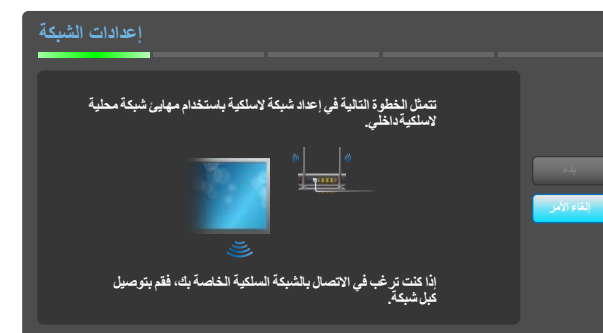 إعدادات الشبكة
تتمثل الخطوة التالية في إعداد شبكة لاسلكية باستخدام مهايئ شبكة محلية
لاسلكية داخلي.
بدء
إلغاء الأمر
إذا كنت ترغب في الاتصال بالشبكة السلكية الخاصة بك، فقم بتوصيل
كبل شبكة.